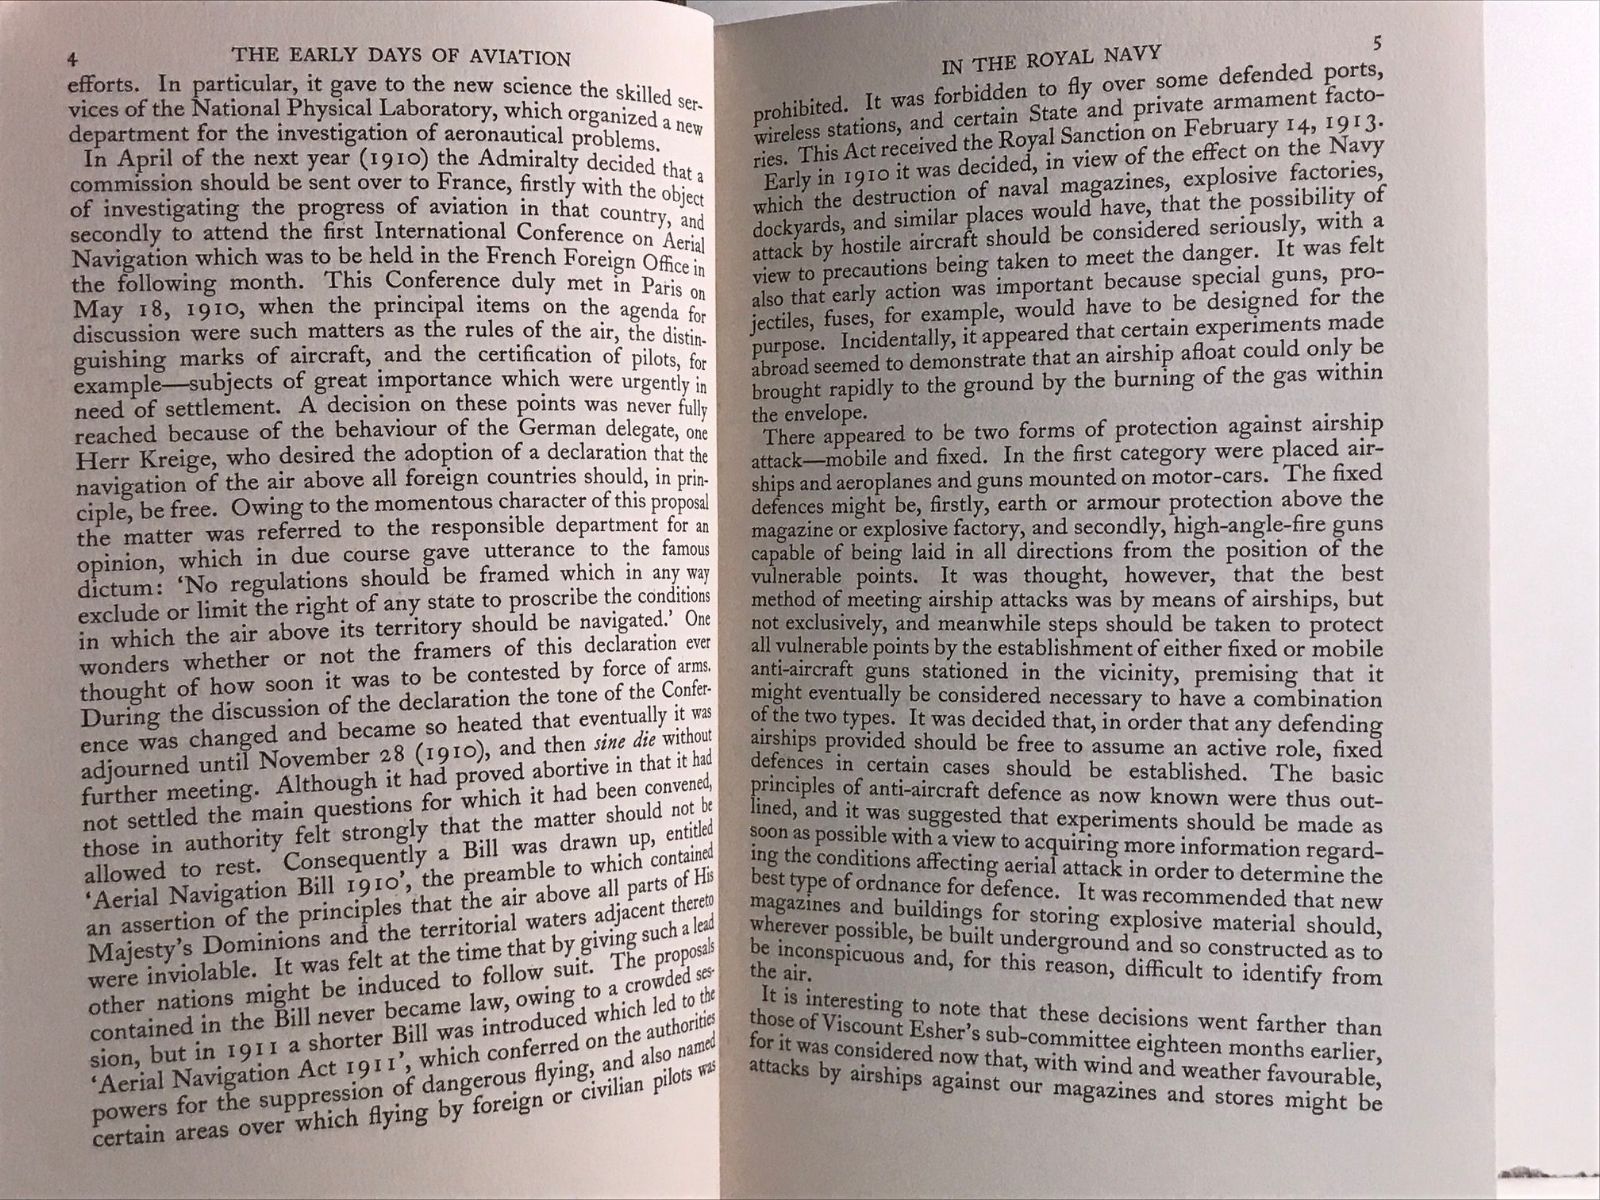 4
THE EARLY DAYS OF AVIATION
efforts. In particular, it gave to the new science the skilled ser-
vices of the National Physical Laboratory, which organized a new
department for the investigation of aeronautical problems.
In April of the next year (1910) the Admiralty decided that a
commission should be sent over to France, firstly with the object
of investigating the progress of aviation in that country, and
secondly to attend the first International Conference on Aerial
Navigation which was to be held in the French Foreign Office in
the following month. This Conference duly met in Paris on
May 18, 1910, when the principal items on the agenda for
discussion were such matters as the rules of the air, the distin-
guishing marks of aircraft, and the certification of pilots, for
example—subjects of great importance which were urgently in
need of settlement. A decision on these points was never fully
reached because of the behaviour of the German delegate, one
Herr Kreige, who desired the adoption of a declaration that the
navigation of the air above all foreign countries should, in prin-
ciple, be free. Owing to the momentous character of this proposal
the matter was referred to the responsible department for an
opinion, which in due course gave utterance to the famous
dictum: ‘No regulations should be framed which in any way
exclude or limit the right of any state to proscribe the conditions
in which the air above its territory should be navigated.’ One
wonders whether or not the framers of this declaration ever
thought of how soon it was to be contested by force of arms.
During the discussion of the declaration the tone of the Confer-
ence was changed and became so heated that eventually it was
adjourned until November 28 (1910), and then sine die without
further meeting. Although it had proved abortive in that it had
not settled the main questions for which it had been convened,
those in authority felt strongly that the matter should not be
allowed to rest. Consequently a Bill was drawn up, entitled
‘Aerial Navigation Bill 1910’, the preamble to which contained
an assertion of the principles that the air above all parts of His
Majesty’s Dominions and the territorial waters adjacent thereto
were inviolable. It was felt at the time that by giving such a lead
other nations might be induced to follow suit. The proposals
contained in the Bill never became law, owing to a crowded ses-
sion, but in 1911 a shorter Bill was introduced which led to the
‘Aerial Navigation Act 1911’, which conferred on the authorities
powers for the suppression of dangerous flying, and also named
certain areas over which flying by foreign or civilian pilots was
IN THE ROYAL NAVY
5
prohibited. It was forbidden to fly over some defended ports,
wireless stations, and certain State and private armament facto-
ries. This Act received the Royal Sanction on February 14, 1913.
Early in 1910 it was decided, in view of the effect on the Navy
which the destruction of naval magazines, explosive factories,
dockyards, and similar places would have, that the possibility of
attack by hostile aircraft should be considered seriously, with a
view to precautions being taken to meet the danger. It was felt
also that early action was important because special guns, pro-
jectiles, fuses, for example, would have to be designed for the
purpose. Incidentally, it appeared that certain experiments made
abroad seemed to demonstrate that an airship afloat could only be
brought rapidly to the ground by the burning of the gas within
the envelope.
There appeared to be two forms of protection against airship
attack—mobile and fixed. In the first category were placed air-
ships and aeroplanes and guns mounted on motor-cars. The fixed
defences might be, firstly, earth or armour protection above the
magazine or explosive factory, and secondly, high-angle-fire guns
capable of being laid in all directions from the position of the
vulnerable points. It was thought, however, that the best
method of meeting airship attacks was by means of airships, but
not exclusively, and meanwhile steps should be taken to protect
all vulnerable points by the establishment of either fixed or mobile
anti-aircraft guns stationed in the vicinity, premising that it
might eventually be considered necessary to have a combination
of the two types. It was decided that, in order that any defending
airships provided should be free to assume an active role, fixed
defences in certain cases should be established. The basic
principles of anti-aircraft defence as now known were thus out-
lined, and it was suggested that experiments should be made as
soon as possible with a view to acquiring more information regard-
ing the conditions affecting aerial attack in order to determine the
best type of ordnance for defence. It was recommended that new
magazines and buildings for storing explosive material should,
wherever possible, be built underground and so constructed as to
be inconspicuous and, for this reason, difficult to identify from
the air.
It is interesting to note that these decisions went farther than
those of Viscount Esher’s sub-committee eighteen months earlier,
for it was considered now that, with wind and weather favourable,
attacks by airships against our magazines and stores might be